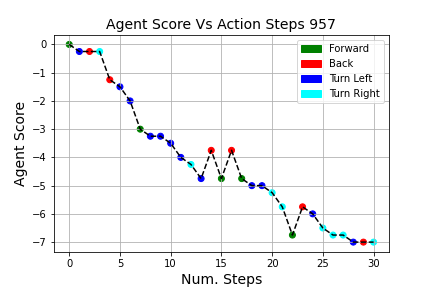 Agent Score Vs Action Steps 957
Agent Score
0
−1
−2
−3
−4
−5
−6
−7
Forward
Back
Turn Left
Turn Right
0 5 10 15 20 25 30
Num. Steps